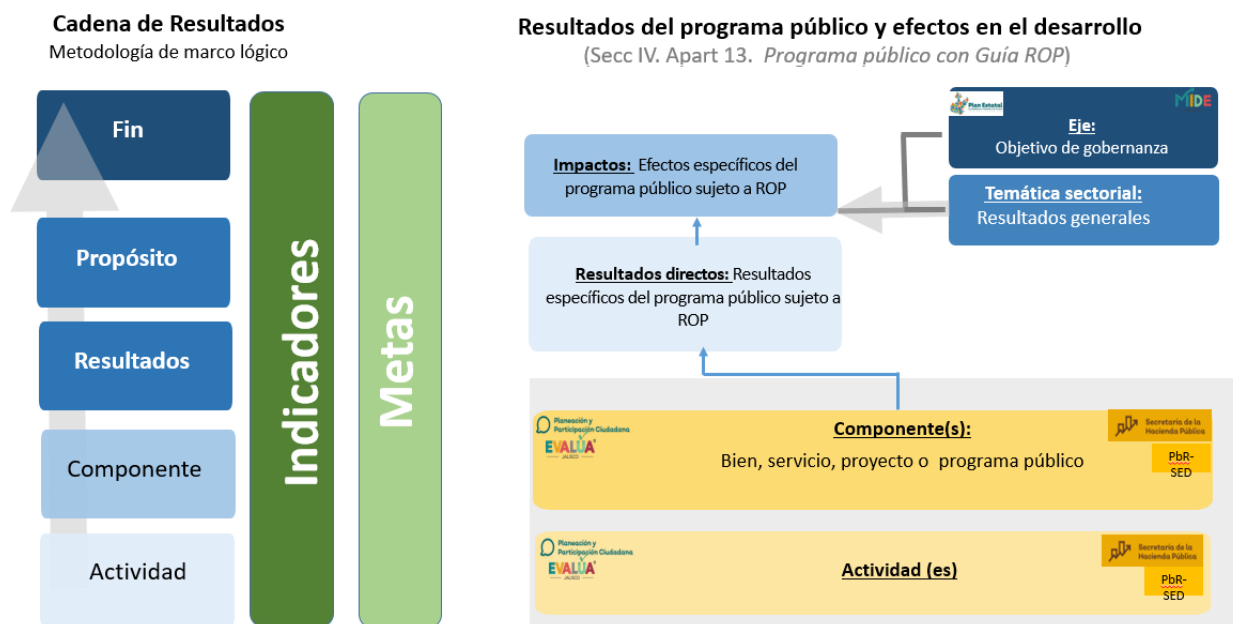 Cadena de Resultados
Metodología de marco lógico
Fin
Propósito
Resultados
Componente
Actividad
Indicadores
Metas
Resultados del programa público y efectos en el desarrollo
(Secc IV. Apart 13. Programa público con Guía ROP)
Plan Estatal
MIDE
Eje:
Objetivo de gobernanza
Temática sectorial:
Resultados generales
Impactos: Efectos específicos del
programa público sujeto a ROP
Resultados directos: Resultados
específicos del programa público sujeto a
ROP
Planeación y
Participación Ciudadana
EVALÚA
JALISCO
Componente(s):
Bien, servicio, proyecto o programa público
Secretaría de la
Hacienda Pública
PbR-
SED
Planeación y
Participación Ciudadana
EVALÚA
JALISCO
Actividad (es)
Secretaría de la
Hacienda Pública
PbR-
SED